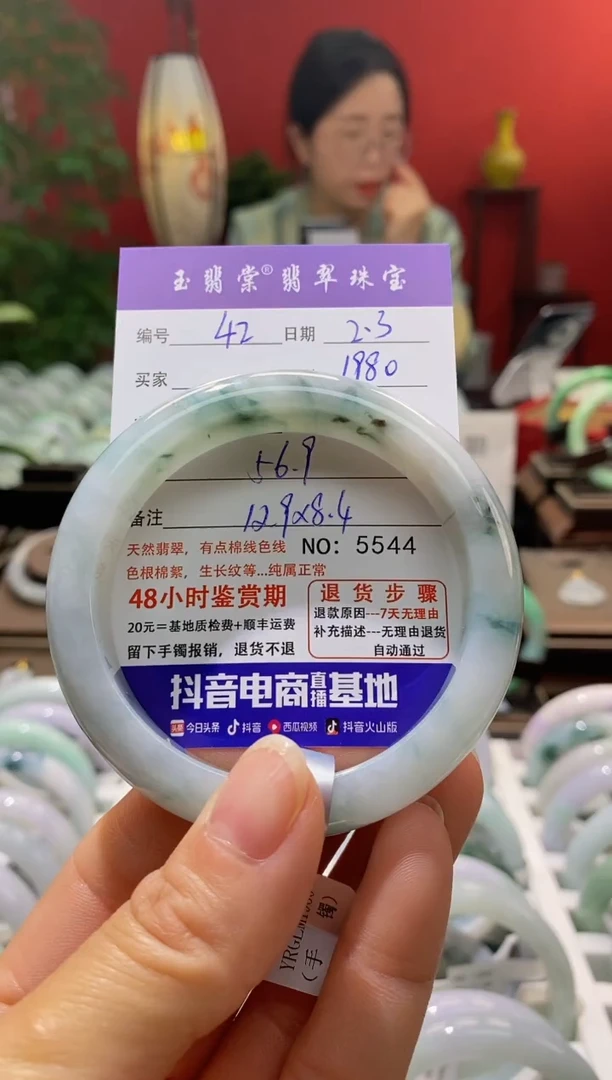 玉翡棠®翡翠珠宝
编号 42 日期 2.3
买家 1980
56.9
备注 12.9x8.4
天然翡翠，有点棉线色线 NO: 5544
色根棉絮，生长纹等...纯属正常
48小时鉴赏期
20元=基地质检费+顺丰运费
留下手镯报销，退货不退
退货步骤
退款原因---7天无理由
补充描述---无理由退货
自动通过
抖音电商直播基地
头条 今日头条 抖音 西瓜视频 抖音火山版
(手 镯)